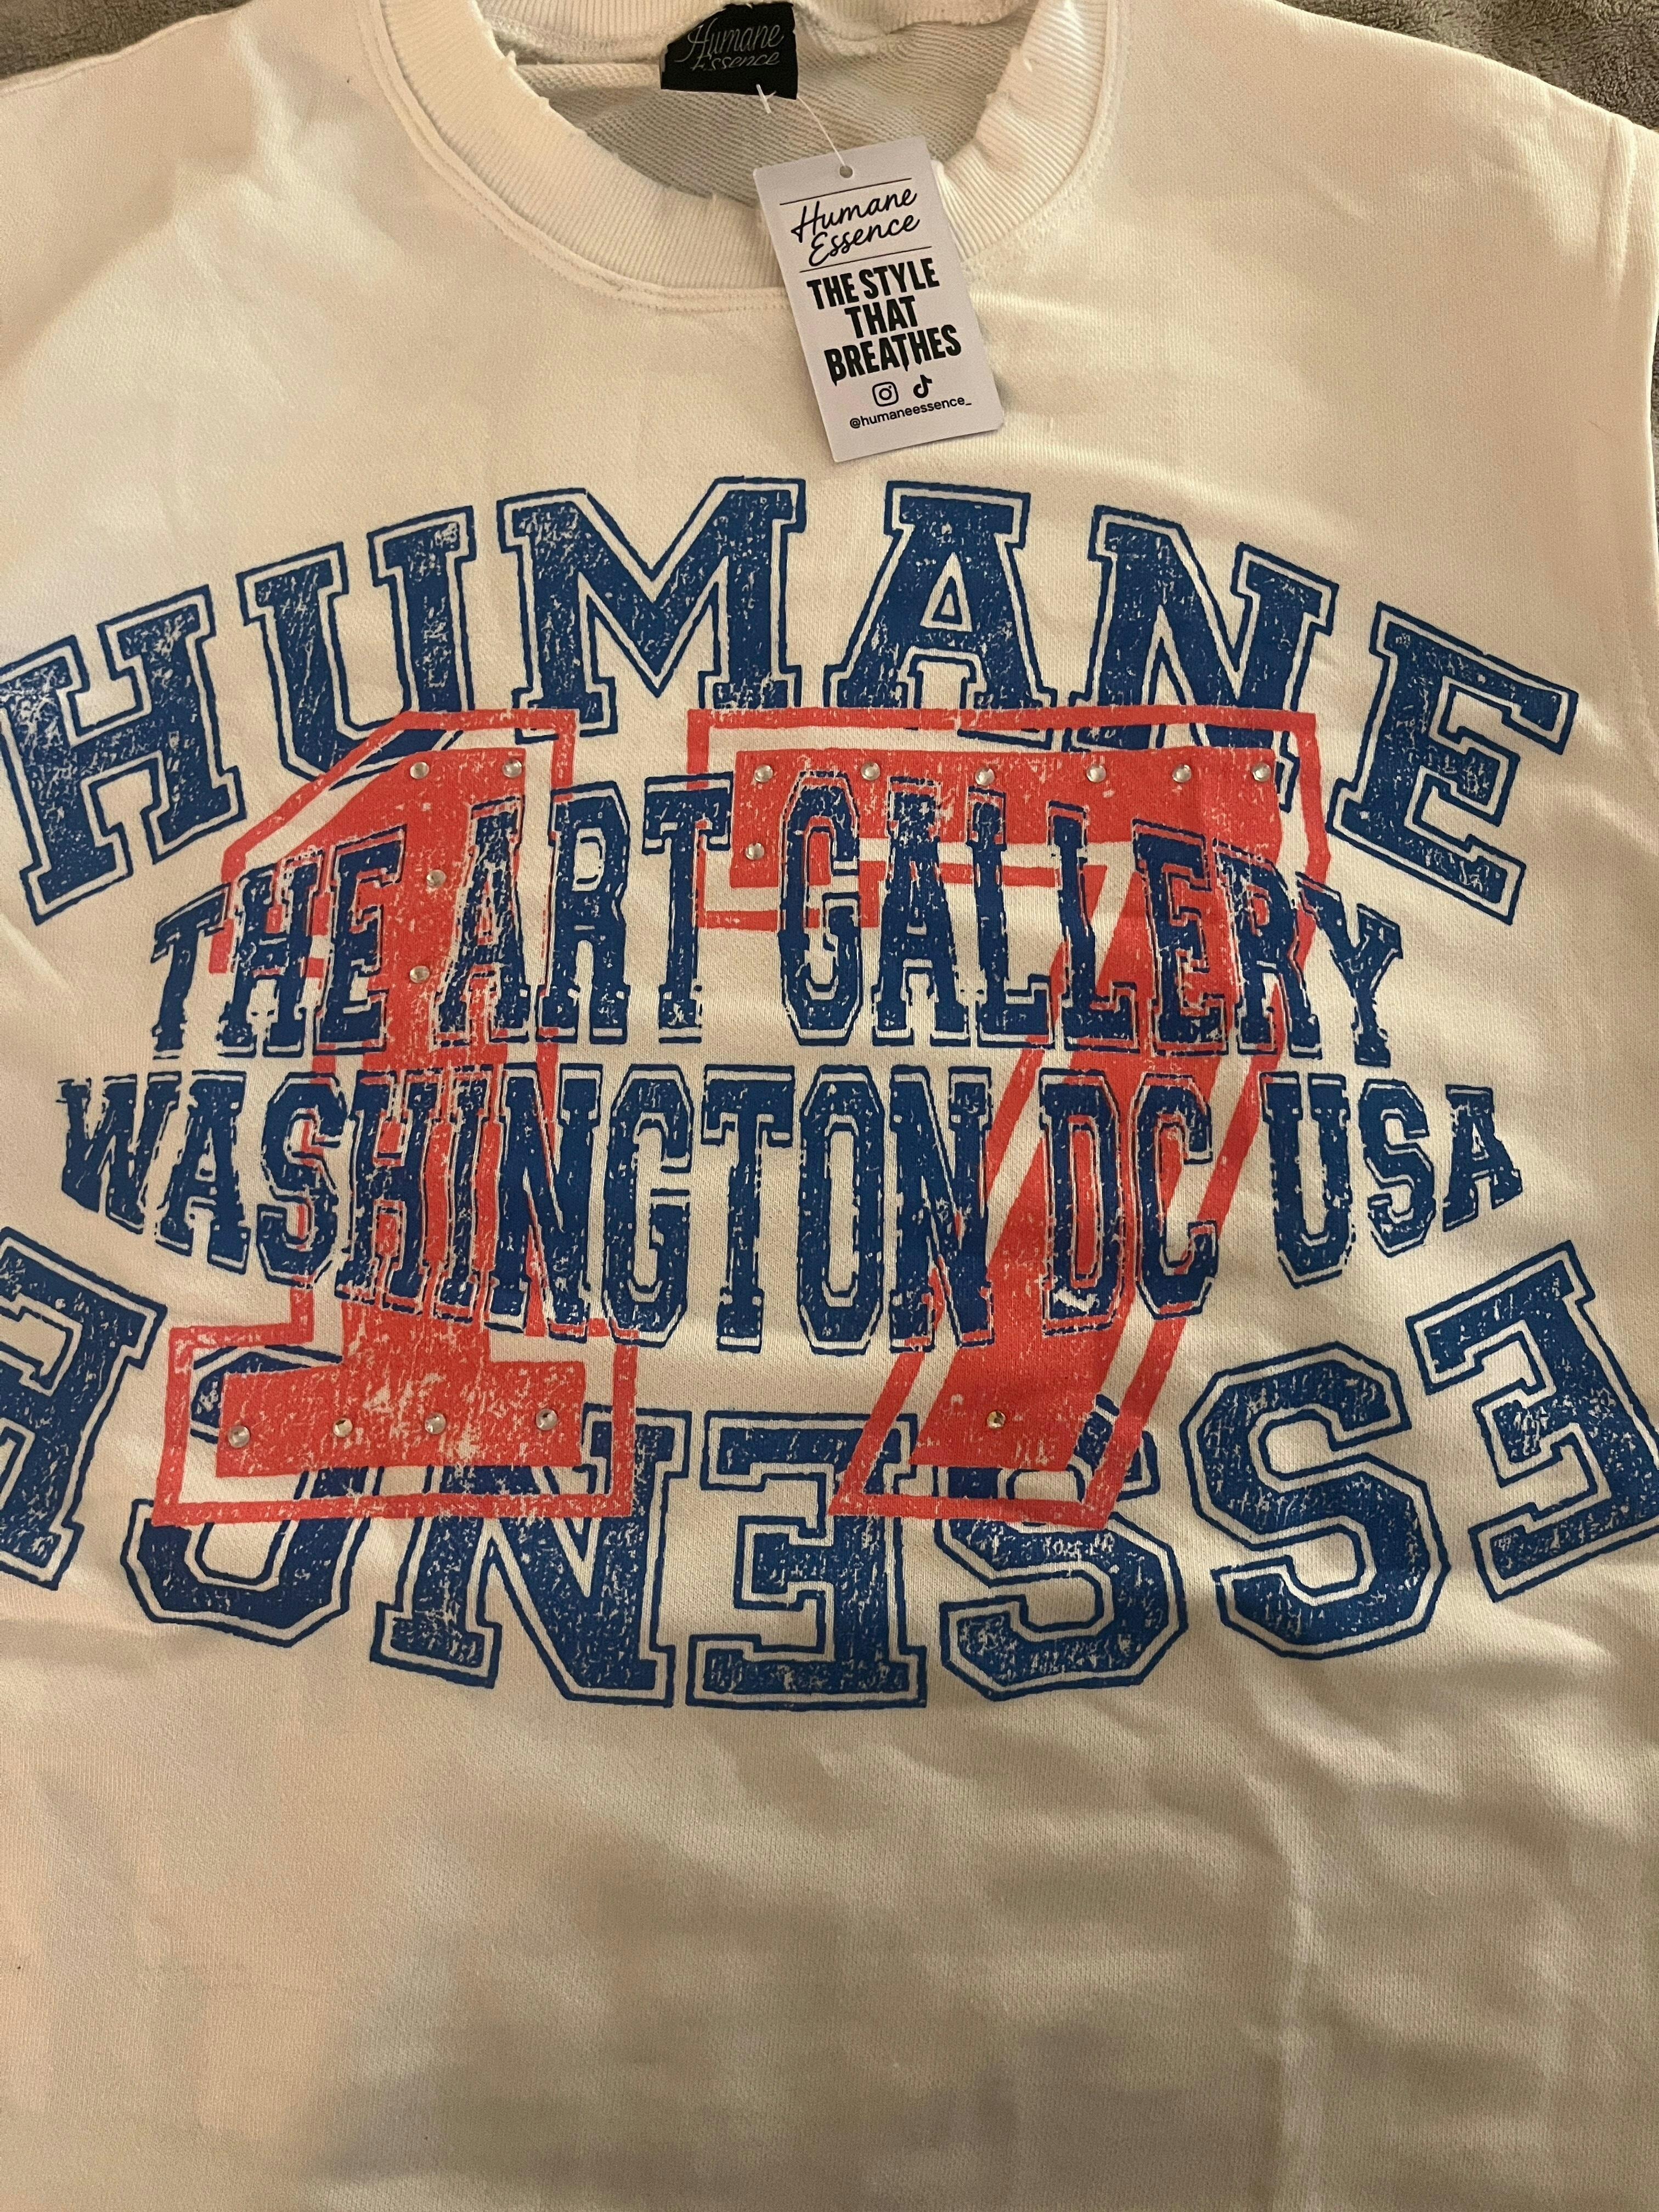 Humane
Essence
Humane
Essence
THE STYLE
THAT
BREATHES
@humaneessence_
HUMANE
17
THE ART GALLERY
WASHINGTON DC USA
ESSENCE